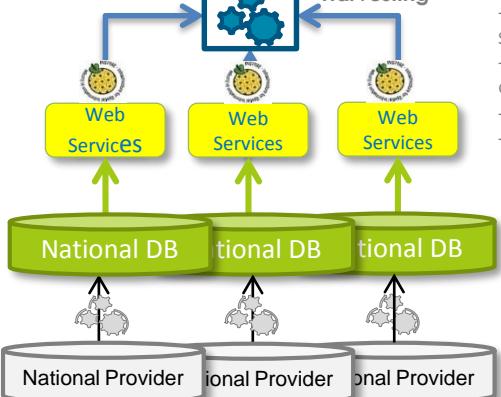 Web
Services
Web
Services
Web
Services
National DB
tional DB
tional DB
National Provider
ional Provider
onal Provider